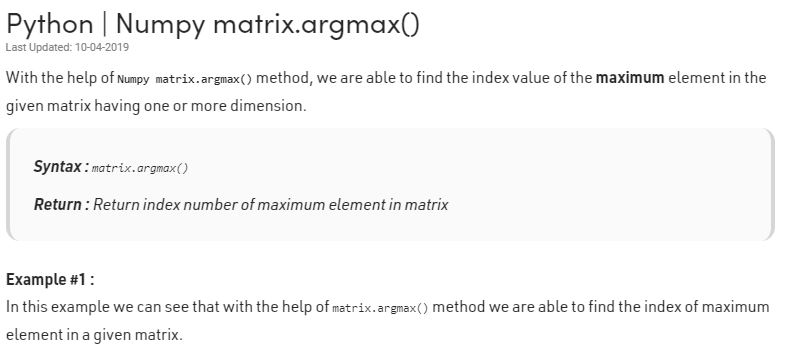 Python | Numpy matrix.argmax()
Last Updated: 10-04-2019
With the help of Numpy matrix.argmax() method, we are able to find the index value of the maximum element in the
given matrix having one or more dimension.
Syntax : matrix.argmax()
Return : Return index number of maximum element in matrix
Example #1 :
In this example we can see that with the help of matrix.argmax() method we are able to find the index of maximum
element in a given matrix.